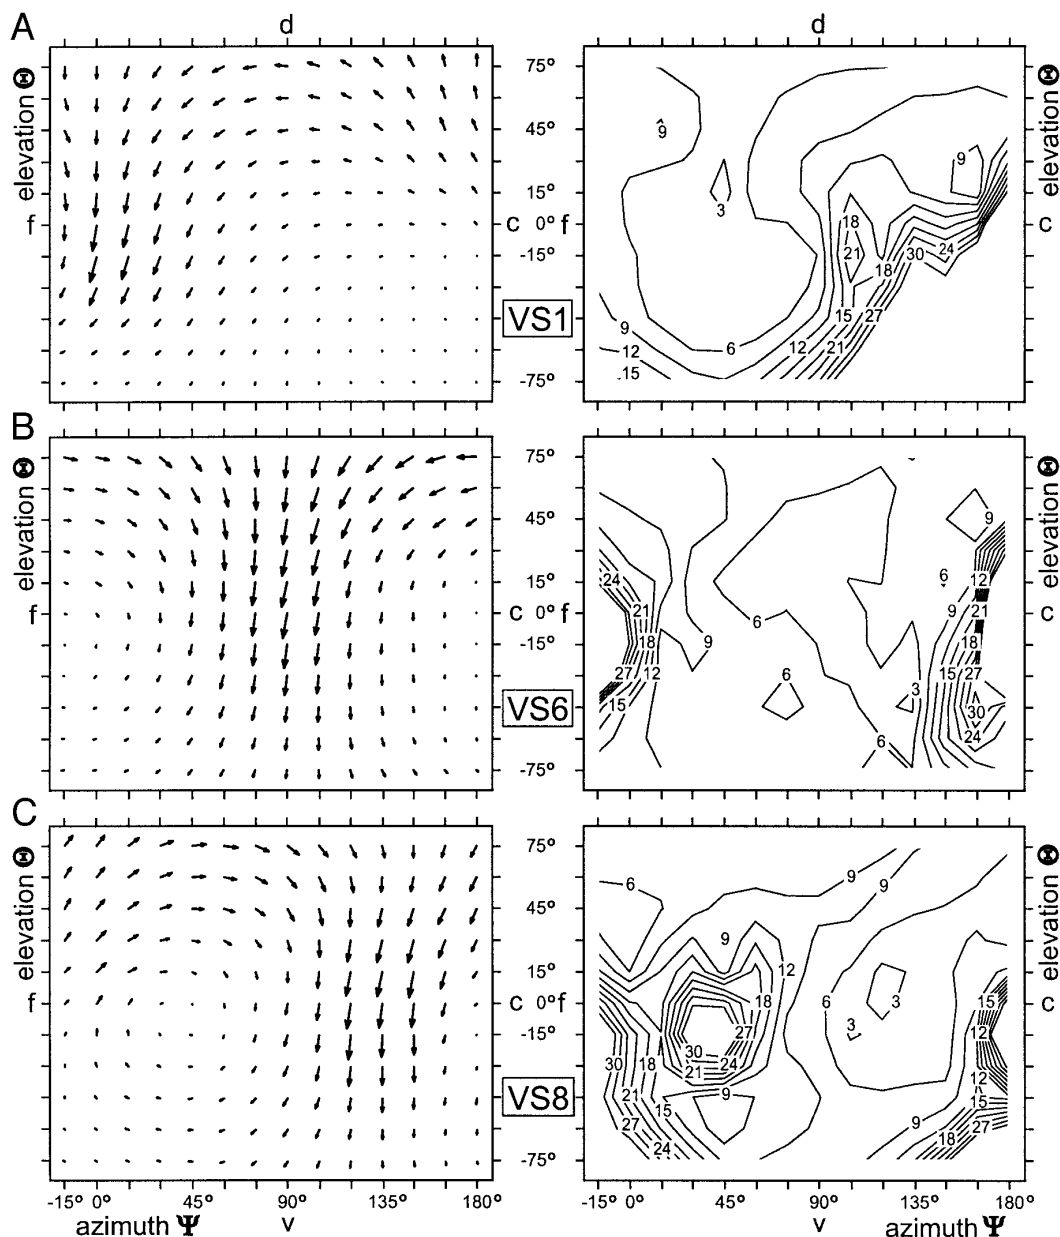 A
d
d
elevation Θ
f
75°
45°
15°
c 0° f
-15°
VS1
-75°
9
3
9
18
21
18
30
24
15
27
9
6
12
21
12
.15
elevation Θ
c
B
elevation Θ
f
75°
45°
15°
c 0° f
-15°
VS6
-75°
9
24
6
12
21
9
21
6
18
9
18
27
12
6
15
27
15
3
30
6
24
elevation Θ
c
C
elevation Θ
f
75°
45°
15°
c 0° f
-15°
VS8
-75°
6
9
9
9
12
18
6
3
15
27
3
12
30
18
30
21
24
12
21
15
9
15
27
9
18
27
24
elevation Θ
c
-15° 0° 45° 90° 135° 180°
azimuth Ψ v
0° 45° 90° 135° 180°
v azimuth Ψ